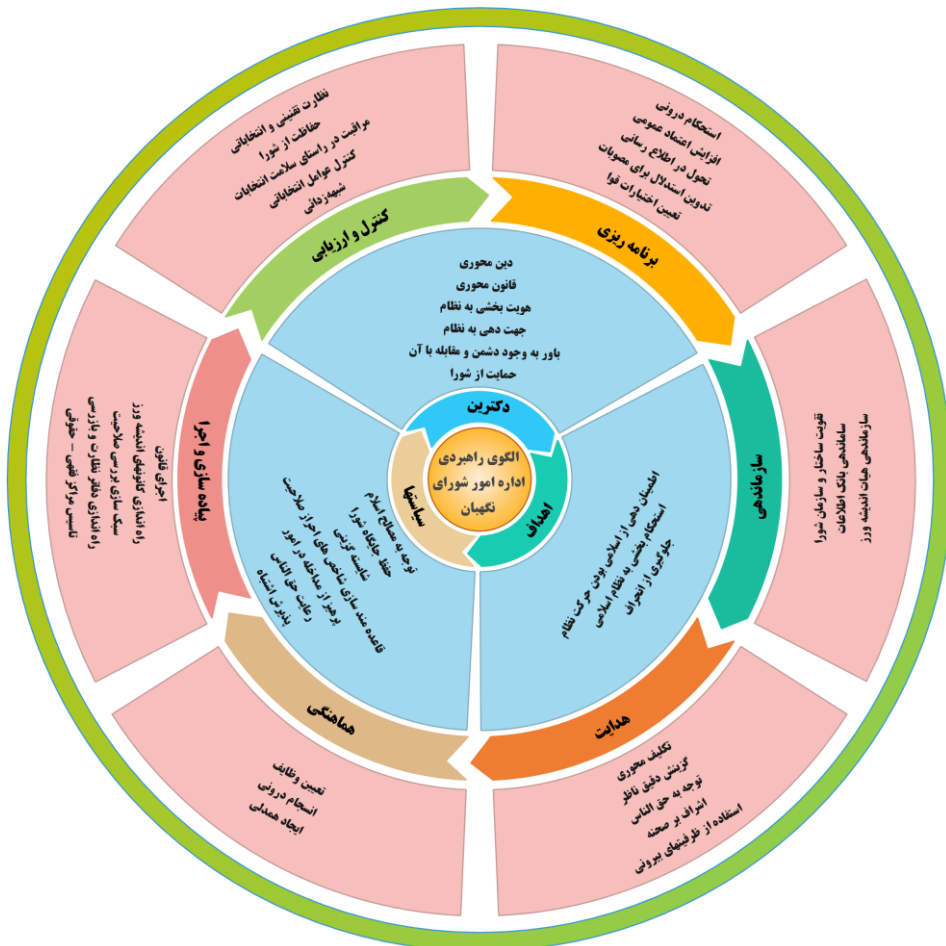 الگوی راهبردی
اداره امور شورای
نگهبان
دکترین
دین محوری
قانون محوری
هویت بخشی به نظام
جهت دهی به نظام
باور به وجود دشمن و مقابله با آن
حمایت از شورا
اهداف
اطمینان دهی از اسلامی بودن حرکت نظام
استحکام بخشی به نظام اسلامی
جلوگیری از انحراف
سیاستها
توجه به مصالح اسلام
حفظ جایگاه شورا
شایسته گزینی
قاعده مند سازی شاخص های احراز صلاحیت
پرهیز از مداخله در امور
رعایت حق الناس
پذیرش اشتباه
برنامه ریزی
استحکام درونی
افزایش اعتماد عمومی
تحول در اطلاع رسانی
تدوین استدلال برای مصوبات
تعیین اختیارات قوا
سازماندهی
سازماندهی هیات اندیشه ورز
ساماندهی بانک اطلاعات
تقویت ساختار و سازمان شورا
هدایت
تکلیف محوری
گزینش دقیق ناظر
توجه به حق الناس
اشراف بر صحنه
استفاده از ظرفیتهای بیرونی
هماهنگی
تعیین وظایف
انسجام درونی
ایجاد همدلی
پیاده سازی و اجرا
اجرای قانون
راه اندازی کانونهای اندیشه ورز
سبک سازی بررسی صلاحیت
راه اندازی دفاتر نظارت و بازرسی
تاسیس مراکز فقهی – حقوقی
کنترل و ارزیابی
نظارت تقنینی و انتخاباتی
حفاظت از شورا
مراقبت در راستای سلامت انتخابات
کنترل عوامل انتخاباتی
شبهه‌زدائی